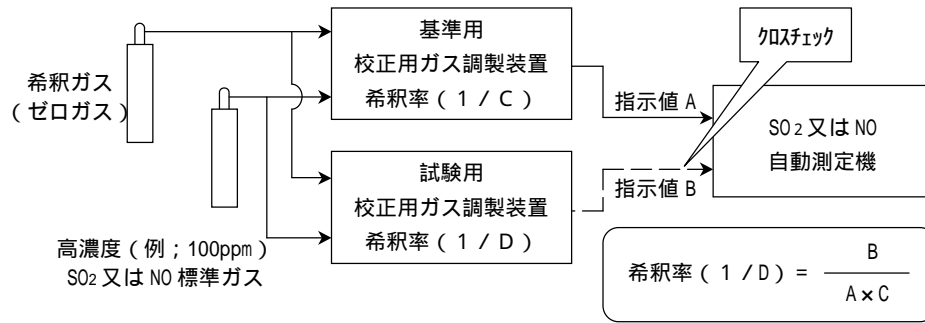 希釈ガス
(ゼロガス)
高濃度(例;100ppm)
SO2又はNO標準ガス
基準用
校正用ガス調製装置
希釈率(1/C)
試験用
校正用ガス調製装置
希釈率(1/D)
クロスチェック
指示値A
指示値B
SO2又はNO
自動測定機
希釈率(1/D)= B
A×C